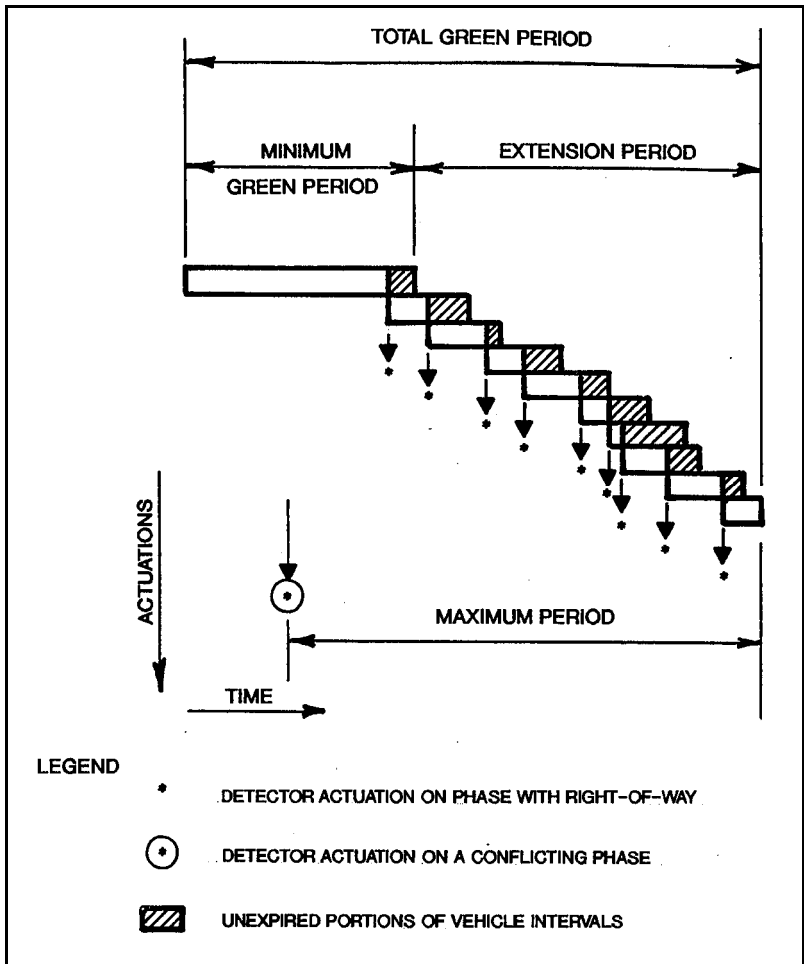 TOTAL GREEN PERIOD
MINIMUM
GREEN PERIOD
EXTENSION PERIOD
ACTUATIONS
MAXIMUM PERIOD
TIME
LEGEND
* DETECTOR ACTUATION ON PHASE WITH RIGHT-OF-WAY
* DETECTOR ACTUATION ON A CONFLICTING PHASE
UNEXPIRED PORTIONS OF VEHICLE INTERVALS